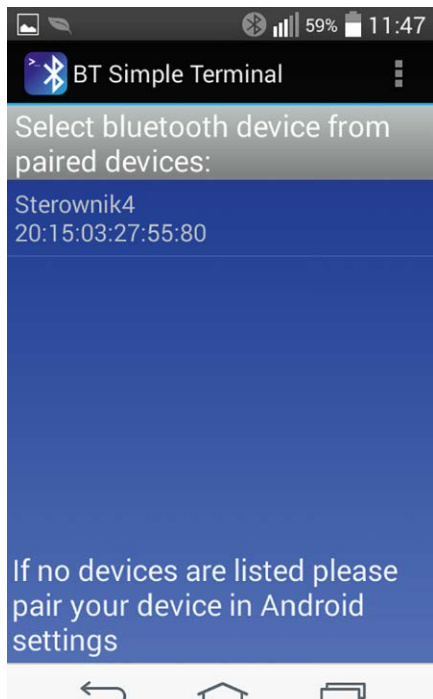 59% 11:47
BT Simple Terminal
Select bluetooth device from
paired devices:
Sterownik4
20:15:03:27:55:80
If no devices are listed please
pair your device in Android
settings